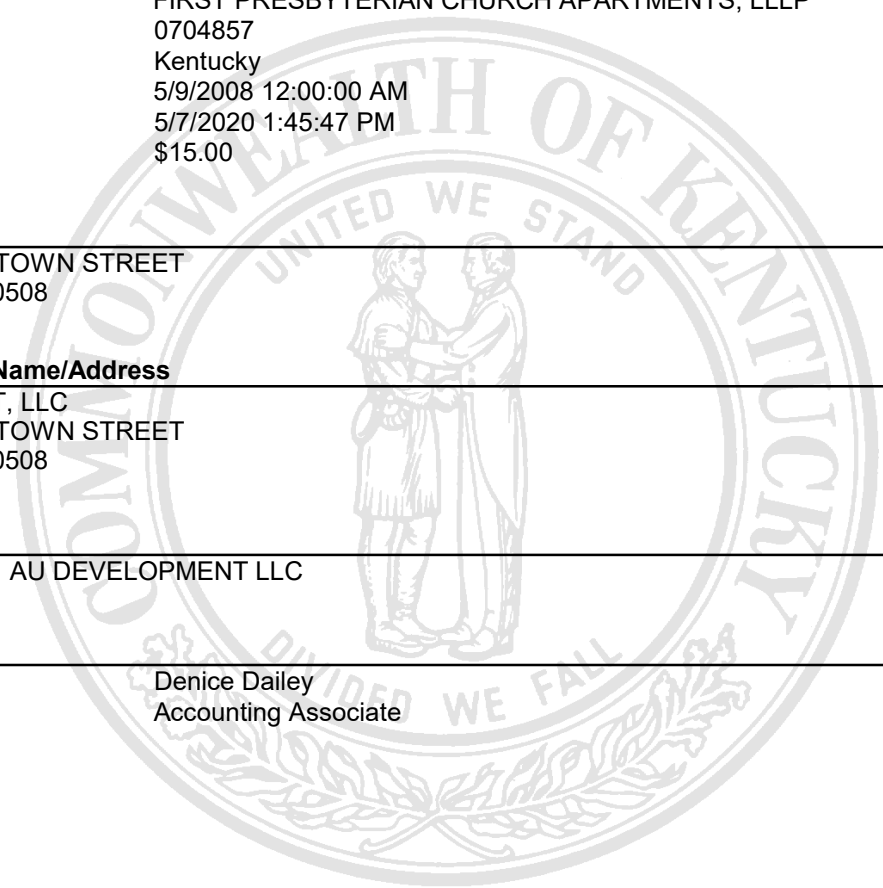 FIRST PRESBYTERIAN CHURCH APARTMENTS, LLLP
0704857
Kentucky
5/9/2008 12:00:00 AM
5/7/2020 1:45:47 PM
$15.00
COMMONWEALTH OF KENTUCKY
UNITED WE STAND
TOWN STREET
0508
Name/Address
T, LLC
TOWN STREET
0508
AU DEVELOPMENT LLC
DIVIDED WE FALL
Denice Dailey
Accounting Associate